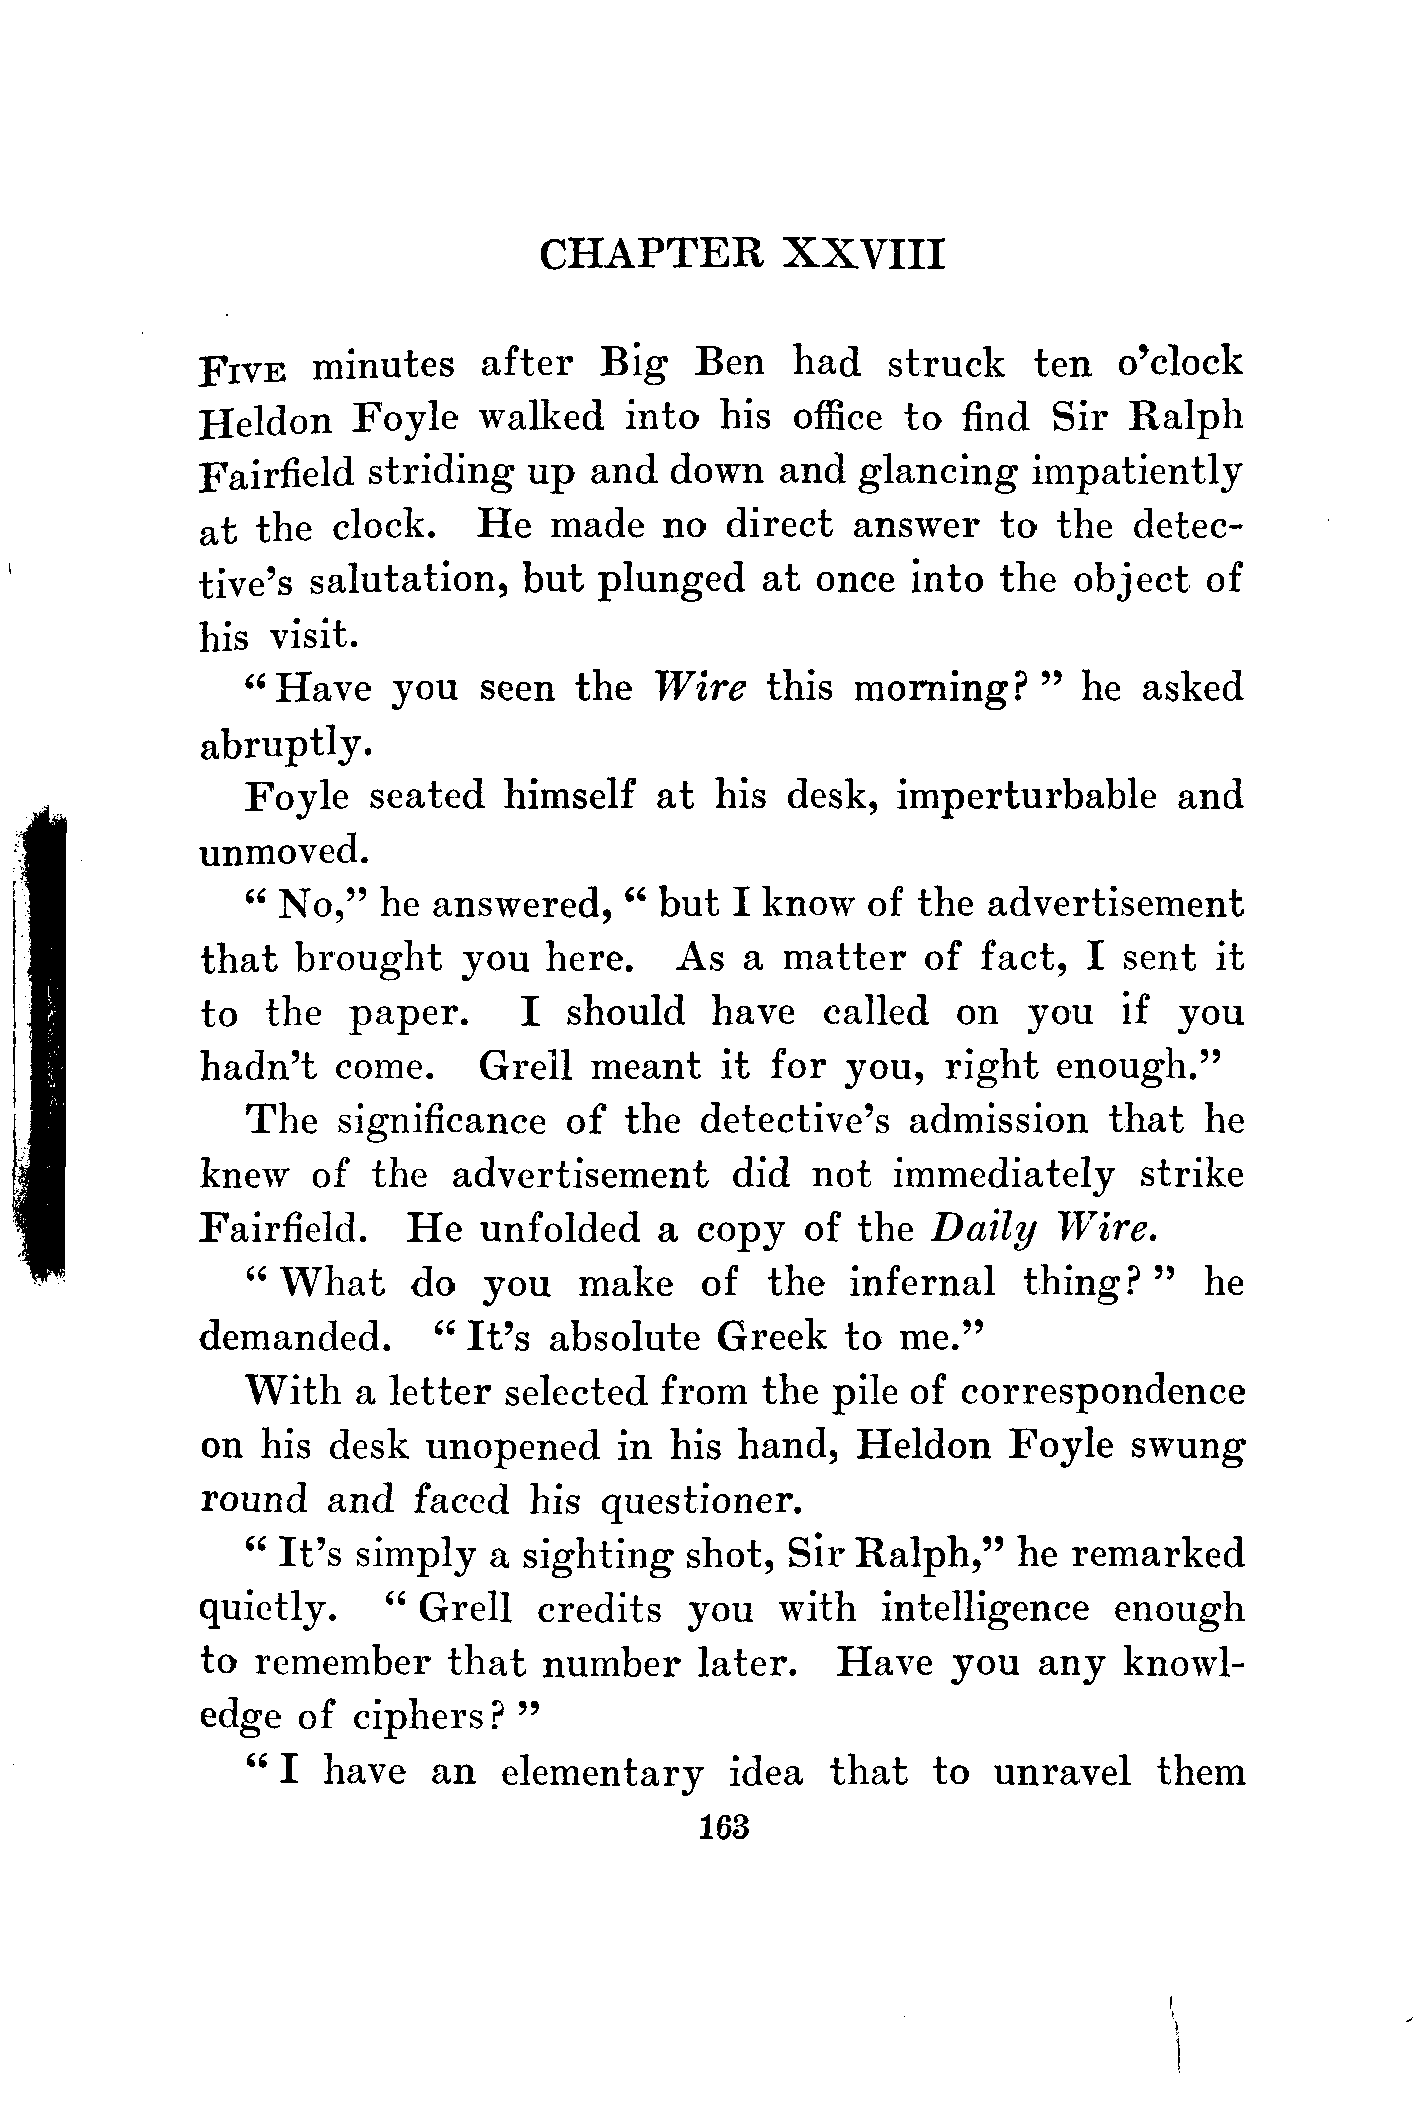 CHAPTER XXVIII
FIVE minutes after Big Ben had struck ten o'clock
Heldon Foyle walked into his office to find Sir Ralph
Fairfield striding up and down and glancing impatiently
at the clock. He made no direct answer to the detec-
tive's salutation, but plunged at once into the object of
his visit.
“Have you seen the Wire this morning?” he asked
abruptly.
Foyle seated himself at his desk, imperturbable and
unmoved.
“No,” he answered, “but I know of the advertisement
that brought you here. As a matter of fact, I sent it
to the paper. I should have called on you if you
hadn't come. Grell meant it for you, right enough.”
The significance of the detective's admission that he
knew of the advertisement did not immediately strike
Fairfield. He unfolded a copy of the Daily Wire.
“What do you make of the infernal thing?” he
demanded. “It's absolute Greek to me.”
With a letter selected from the pile of correspondence
on his desk unopened in his hand, Heldon Foyle swung
round and faced his questioner.
“It's simply a sighting shot, Sir Ralph,” he remarked
quietly. “Grell credits you with intelligence enough
to remember that number later. Have you any knowl-
edge of ciphers?”
“I have an elementary idea that to unravel them
163